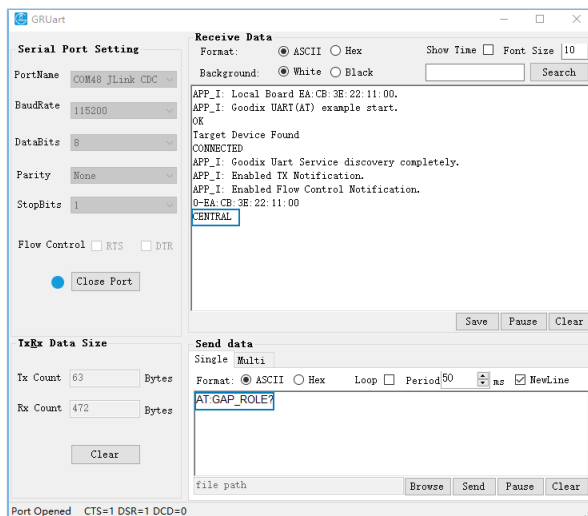 GRUart
Serial Port Setting
PortName COM48 JLink CDC
BaudRate 115200
DataBits 8
Parity None
StopBits 1
Flow Control RTS DTR
Close Port
Receive Data
Format: ASCII Hex Show Time Font Size 10
Background: White Black Search
APP_I: Local Board EA:CB:3E:22:11:00.
APP_I: Goodix UART(AT) example start.
OK
Target Device Found
CONNECTED
APP_I: Goodix Uart Service discovery completely.
APP_I: Enabled TX Notification.
APP_I: Enabled Flow Control Notification.
0-EA:CB:3E:22:11:00
CENTRAL
Save Pause Clear
TxRx Data Size
Tx Count 63 Bytes
Rx Count 472 Bytes
Clear
Send data
Single Multi
Format: ASCII Hex Loop Period 50 ms NewLine
AT:GAP_ROLE?
file path Browse Send Pause Clear
Port Opened CTS=1 DSR=1 DCD=0